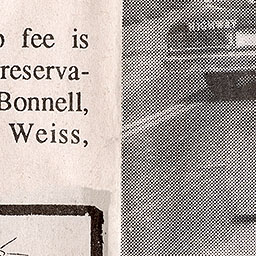 fee is
reserva-
Bonnell,
Weiss,